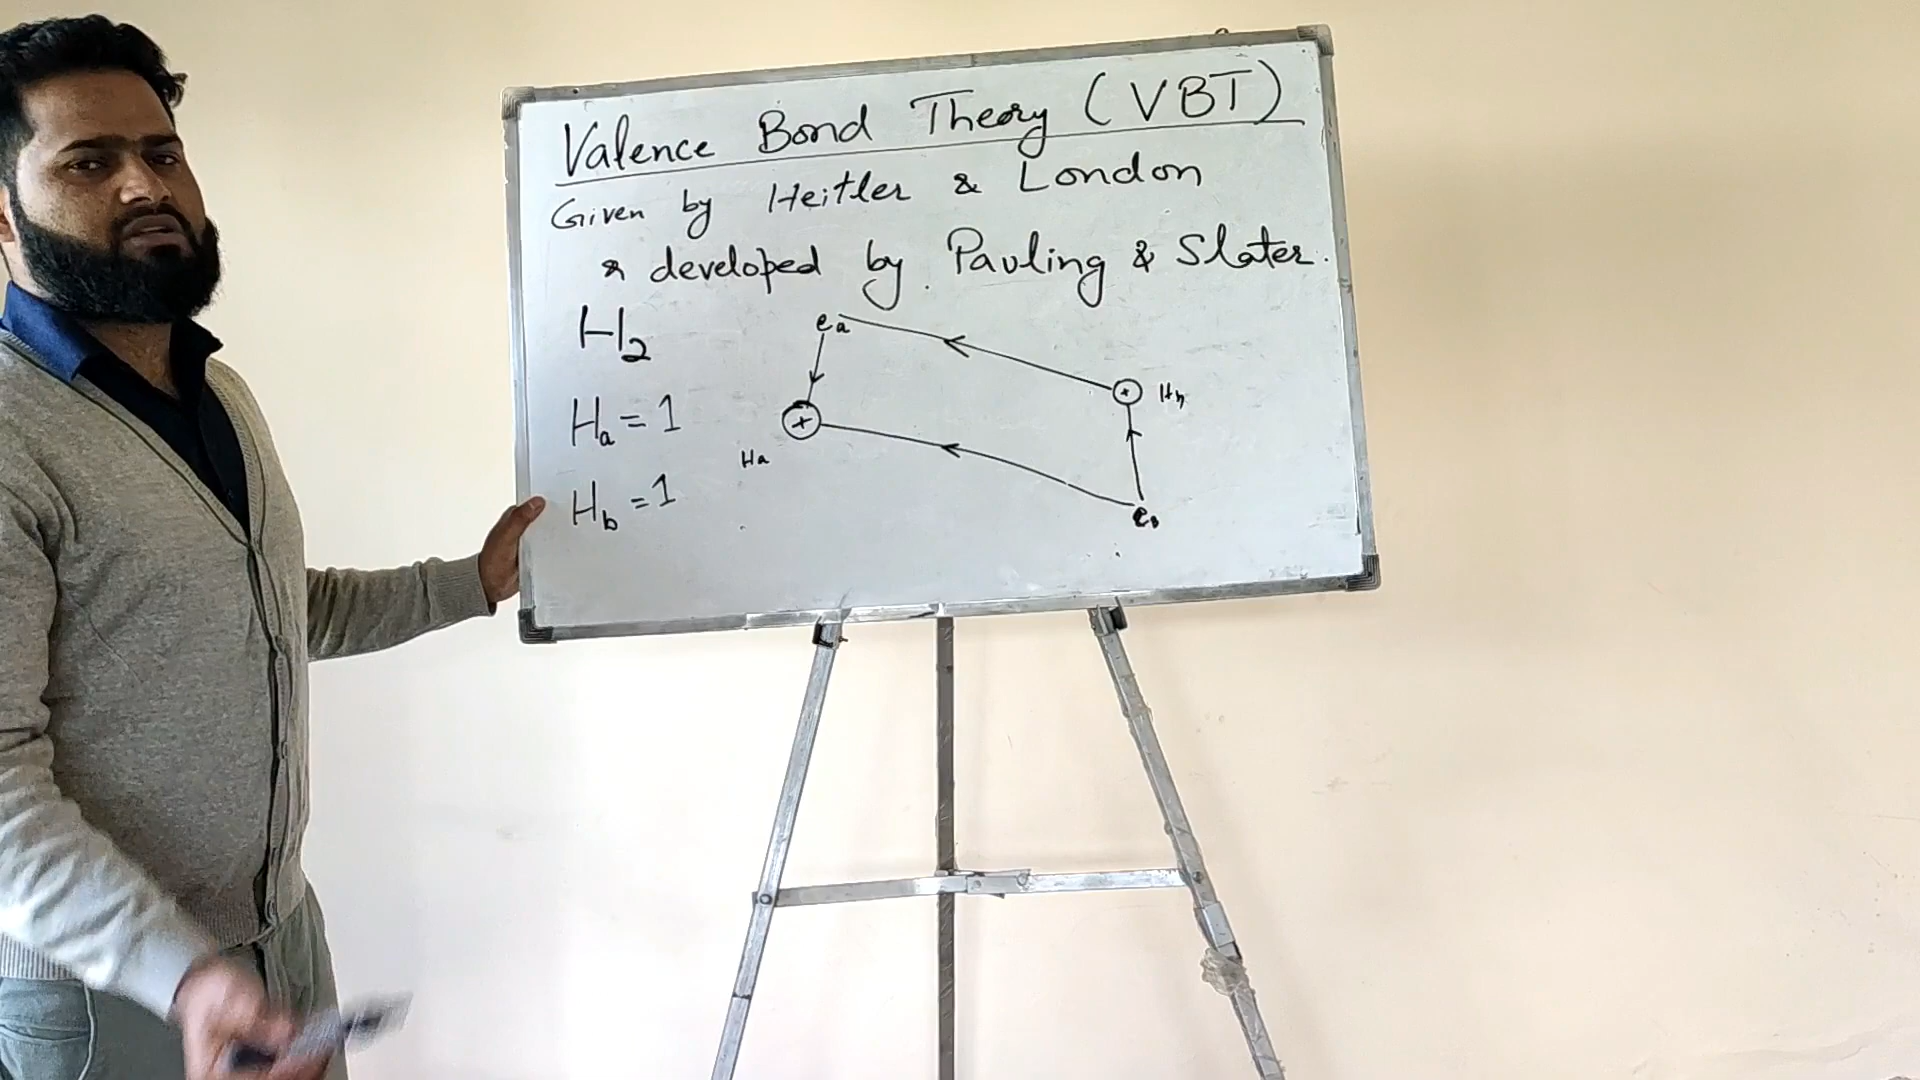 Valence Bond Theory (VBT)
Given by Heitler & London
& developed by Pauling & Slater.
H2
ea
+
Hb
Ha = 1
+
Ha
Hb = 1